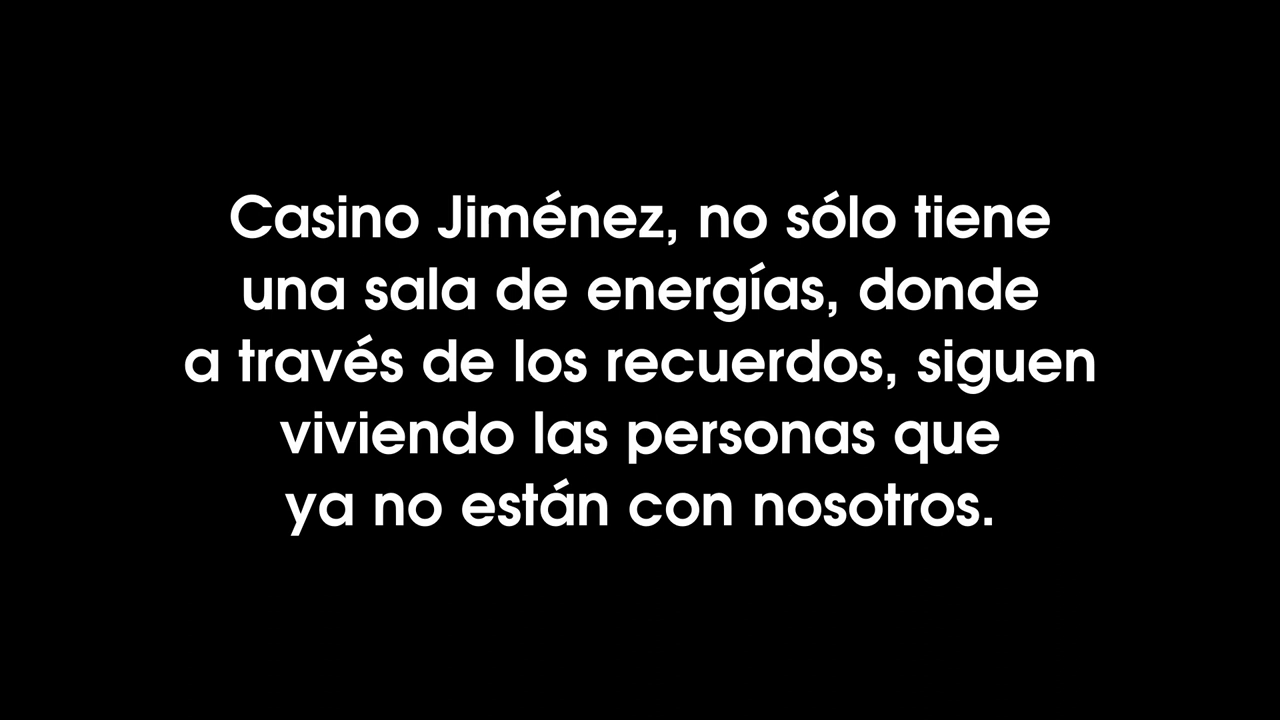 Casino Jiménez, no sólo tiene
una sala de energías, donde
a través de los recuerdos, siguen
viviendo las personas que
ya no están con nosotros.